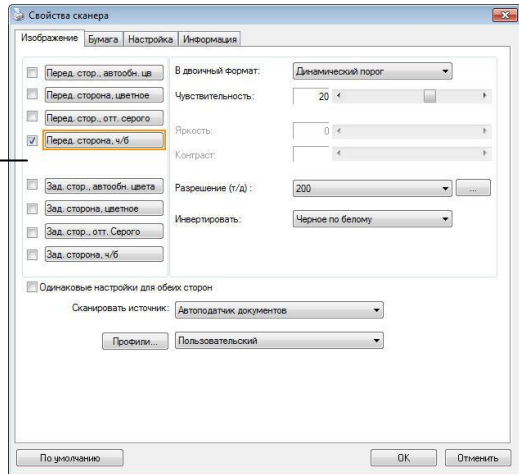 Свойства сканера
Изображение Бумага Настройка Информация
Перед. стор., автообн. цв
Перед. сторона, цветное
Перед. стор., отт. серого
Перед. сторона, ч/б
Зад. стор., автообн. цвета
Зад. сторона, цветное
Зад. стор., отт. Серого
Зад. сторона, ч/б
В двоичный формат: Динамический порог
Чувствительность: 20
Яркость: 0
Контраст:
Разрешение (т/д) : 200 ...
Инвертировать: Черное по белому
Одинаковые настройки для обеих сторон
Сканировать источник: Автоподатчик документов
Профили... Пользовательский
По умолчанию OK Отменить